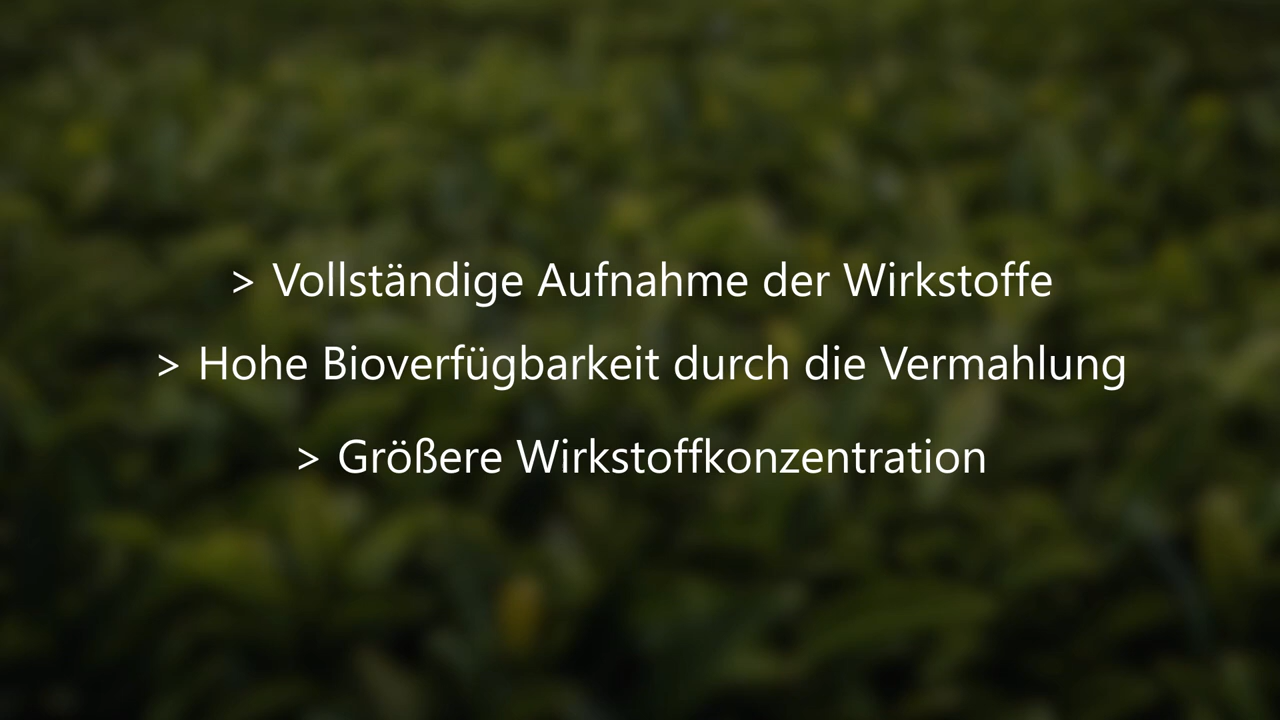 > Vollständige Aufnahme der Wirkstoffe
> Hohe Bioverfügbarkeit durch die Vermahlung
> Größere Wirkstoffkonzentration